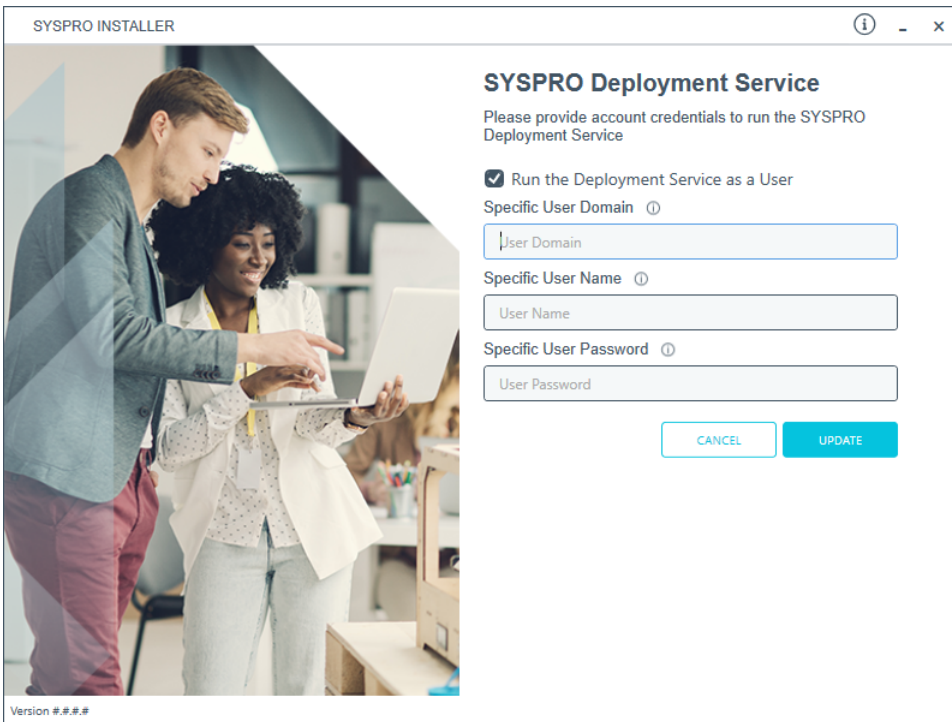 SYSPRO INSTALLER
SYSPRO Deployment Service
Please provide account credentials to run the SYSPRO
Deployment Service
Run the Deployment Service as a User
Specific User Domain
User Domain
Specific User Name
User Name
Specific User Password
User Password
CANCEL UPDATE
Version #.#.#.#